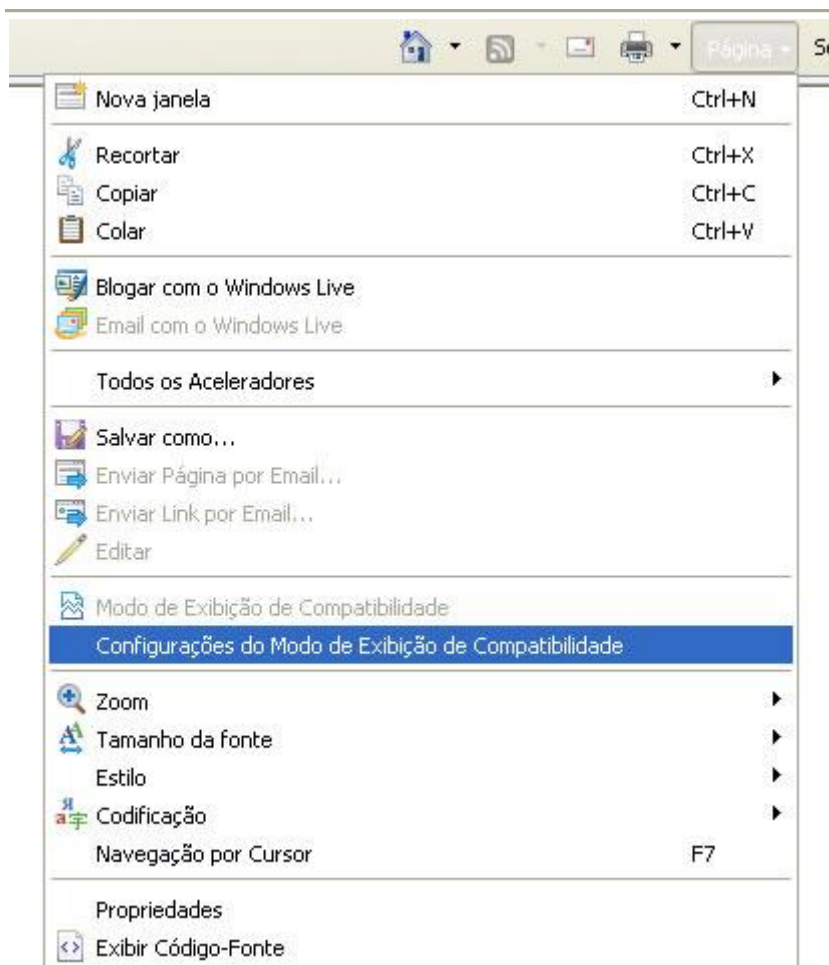 Página
Nova janela Ctrl+N
Recortar Ctrl+X
Copiar Ctrl+C
Colar Ctrl+V
Blogar com o Windows Live
Email com o Windows Live
Todos os Aceleradores
Salvar como...
Enviar Página por Email...
Enviar Link por Email...
Editar
Modo de Exibição de Compatibilidade
Configurações do Modo de Exibição de Compatibilidade
Zoom
Tamanho da fonte
Estilo
Codificação
Navegação por Cursor F7
Propriedades
Exibir Código-Fonte